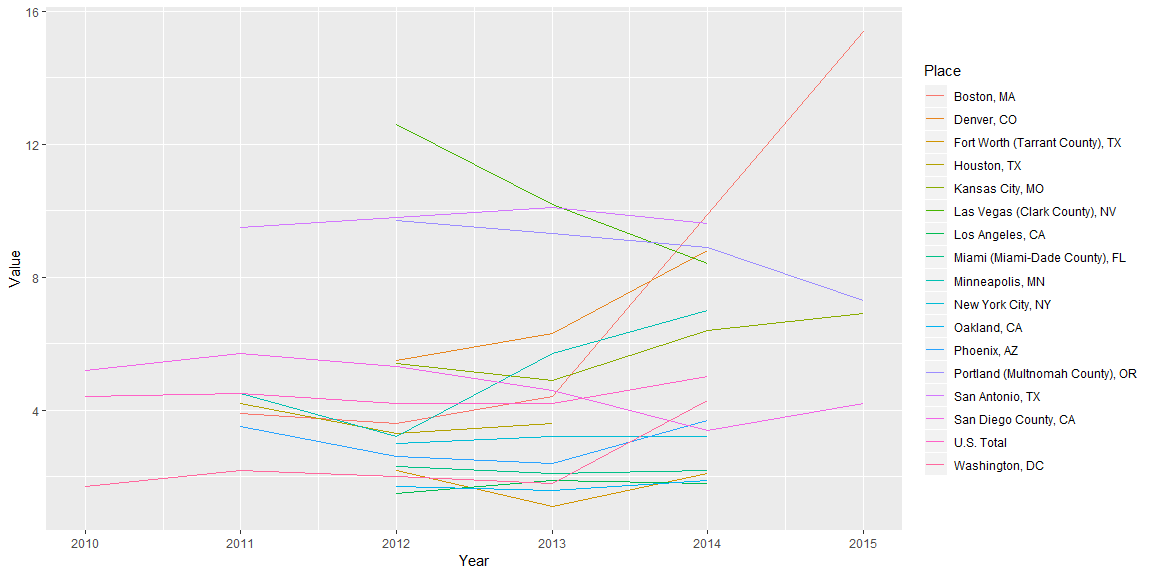 16
12
8
4
Value
2010 2011 2012 2013 2014 2015
Year
Place
Boston, MA
Denver, CO
Fort Worth (Tarrant County), TX
Houston, TX
Kansas City, MO
Las Vegas (Clark County), NV
Los Angeles, CA
Miami (Miami-Dade County), FL
Minneapolis, MN
New York City, NY
Oakland, CA
Phoenix, AZ
Portland (Multnomah County), OR
San Antonio, TX
San Diego County, CA
U.S. Total
Washington, DC